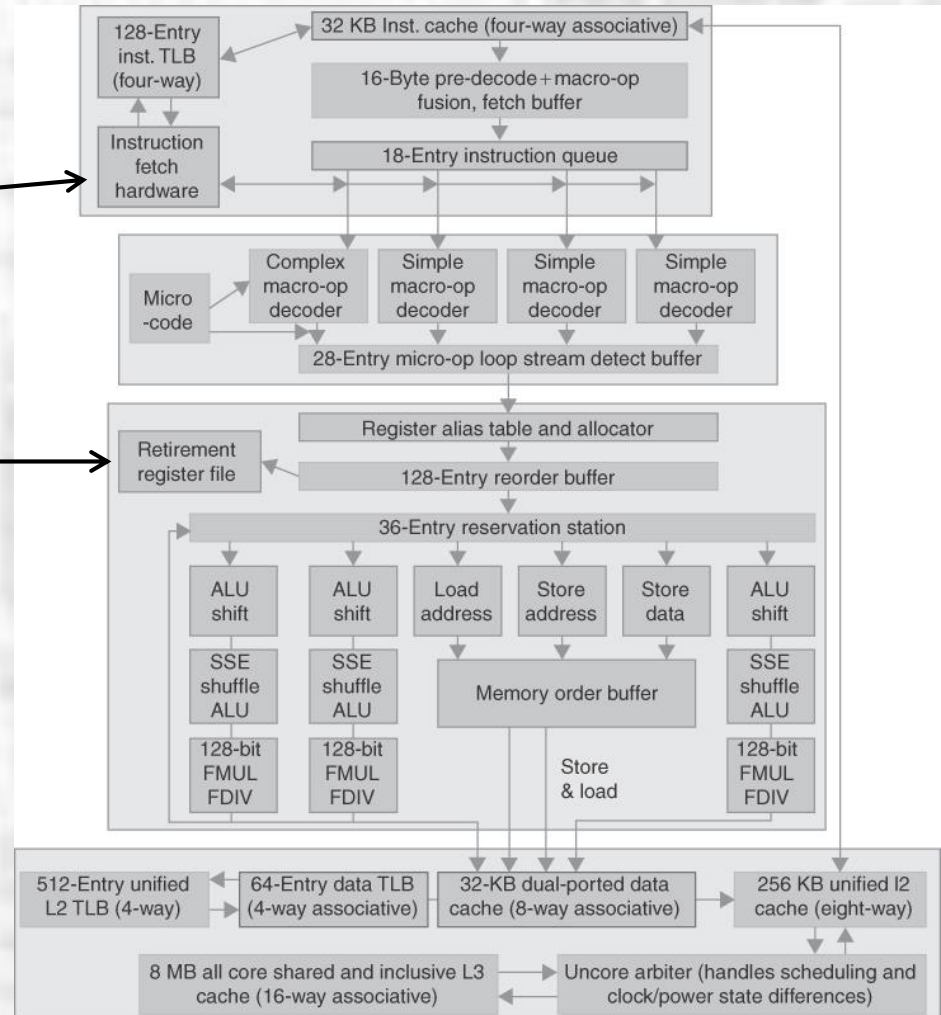 128-Entry
inst. TLB
(four-way)
32 KB Inst. cache (four-way associative)
16-Byte pre-decode+macro-op
fusion, fetch buffer
Instruction
fetch
hardware
18-Entry instruction queue
Micro
-code
Complex
macro-op
decoder
Simple
macro-op
decoder
Simple
macro-op
decoder
Simple
macro-op
decoder
28-Entry micro-op loop stream detect buffer
Register alias table and allocator
Retirement
register file
128-Entry reorder buffer
36-Entry reservation station
ALU
shift
ALU
shift
Load
address
Store
address
Store
data
ALU
shift
SSE
shuffle
ALU
SSE
shuffle
ALU
Memory order buffer
SSE
shuffle
ALU
128-bit
FMUL
FDIV
128-bit
FMUL
FDIV
Store
& load
128-bit
FMUL
FDIV
512-Entry unified
L2 TLB (4-way)
64-Entry data TLB
(4-way associative)
32-KB dual-ported data
cache (8-way associative)
256 KB unified l2
cache (eight-way)
8 MB all core shared and inclusive L3
cache (16-way associative)
Uncore arbiter (handles scheduling and
clock/power state differences)